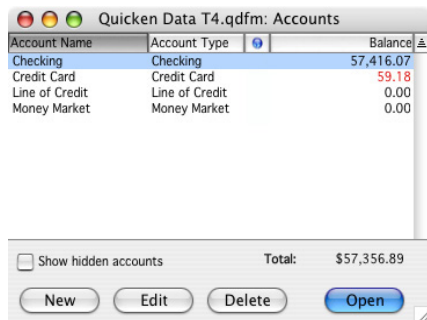 Quicken Data T4.qdfm: Accounts
Account Name Account Type Balance
Checking Checking 57,416.07
Credit Card Credit Card 59.18
Line of Credit Line of Credit 0.00
Money Market Money Market 0.00
Show hidden accounts Total: $57,356.89
New Edit Delete Open